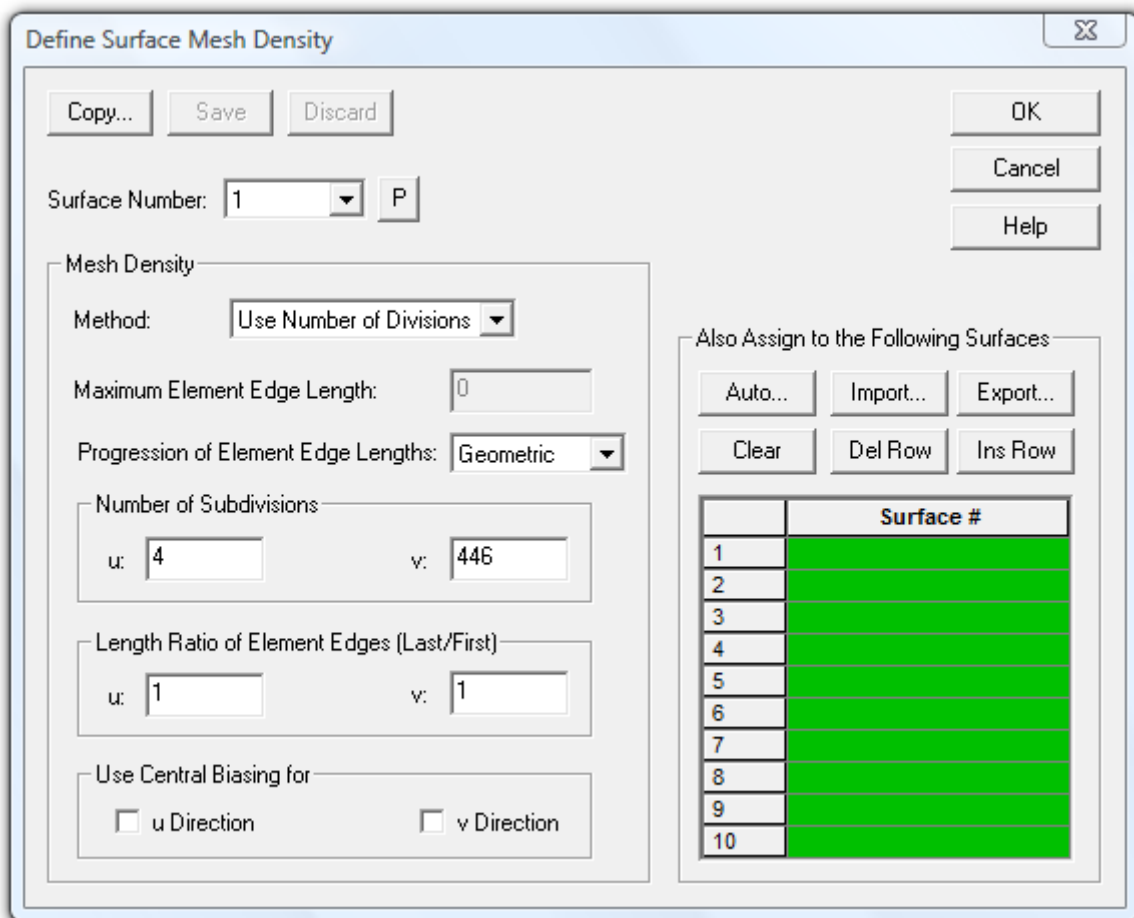 Define Surface Mesh Density
Copy... Save Discard
OK
Cancel
Help
Surface Number: 1 P
Mesh Density
Method: Use Number of Divisions
Maximum Element Edge Length: 0
Progression of Element Edge Lengths: Geometric
Number of Subdivisions
u: 4 v: 446
Length Ratio of Element Edges (Last/First)
u: 1 v: 1
Use Central Biasing for
u Direction v Direction
Also Assign to the Following Surfaces
Auto... Import... Export...
Clear Del Row Ins Row
Surface #
1
2
3
4
5
6
7
8
9
10